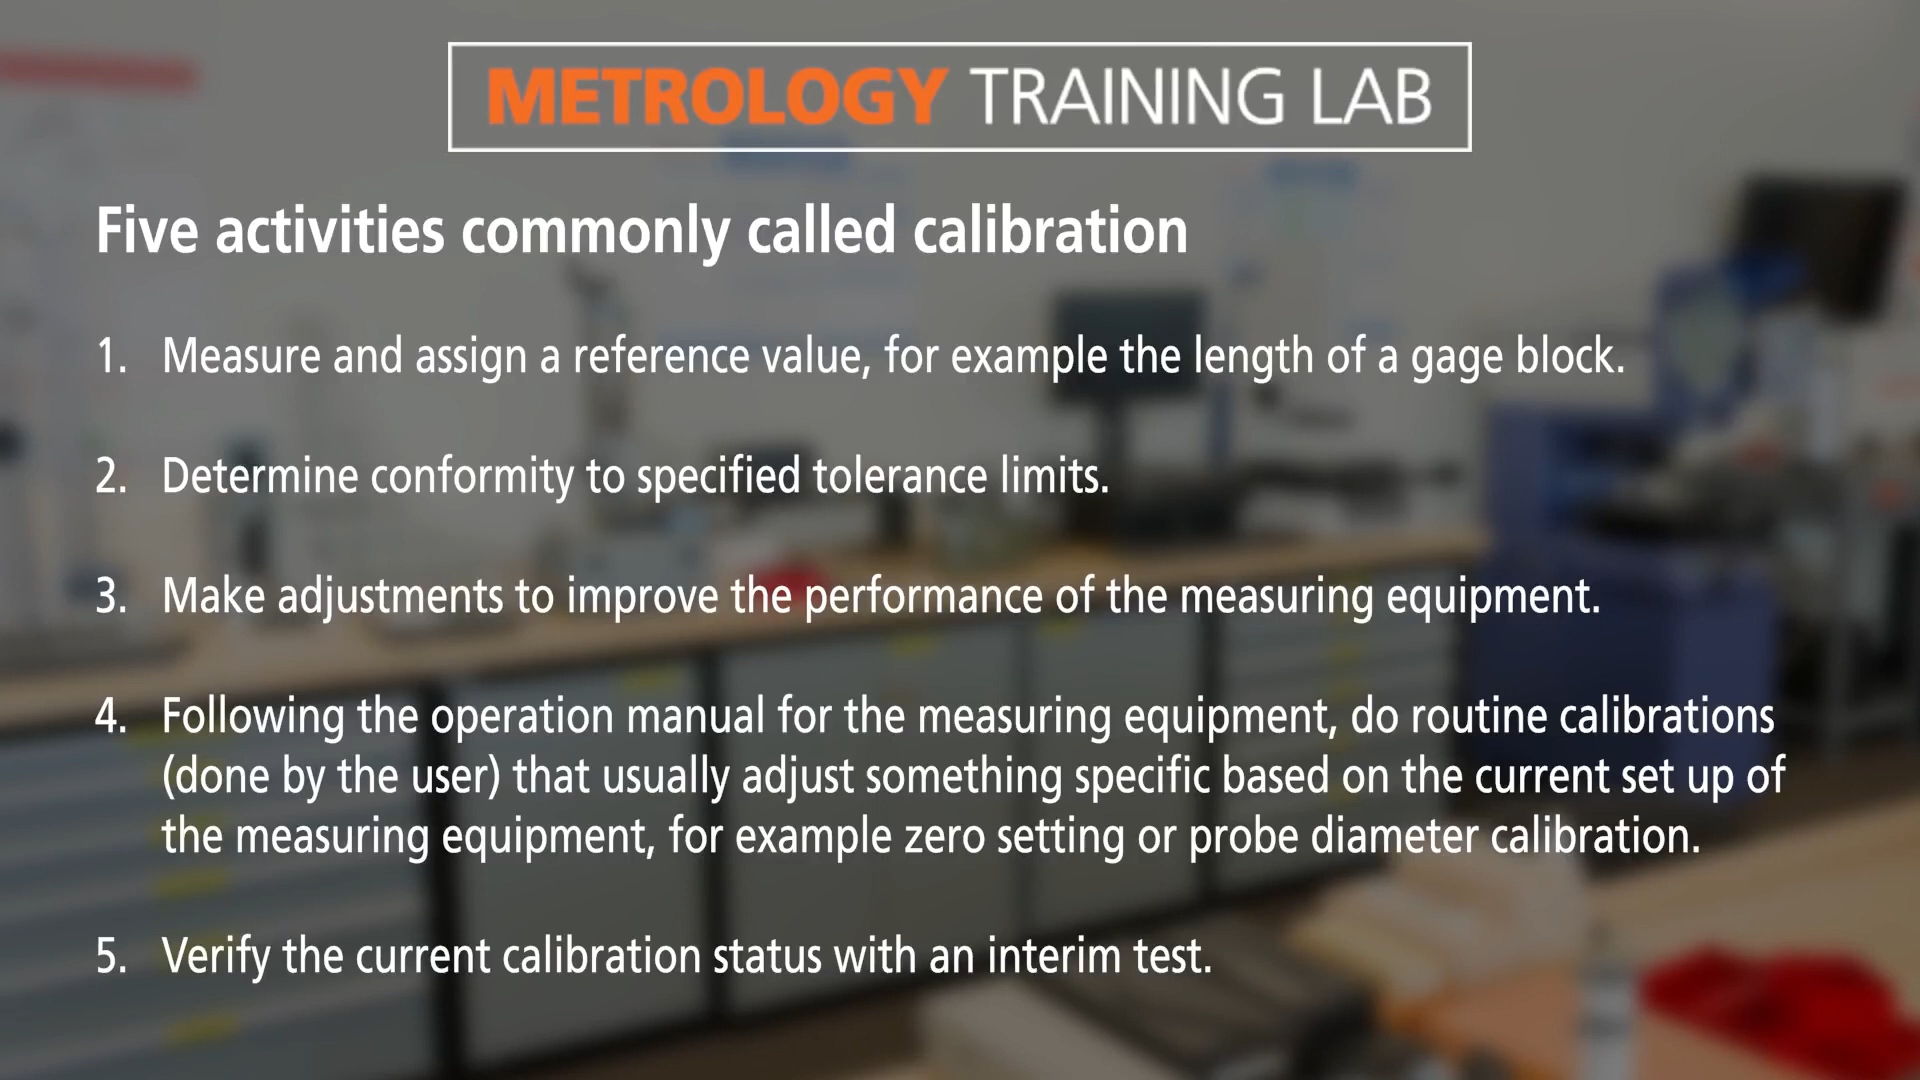 METROLOGY TRAINING LAB
Five activities commonly called calibration
1. Measure and assign a reference value, for example the length of a gage block.
2. Determine conformity to specified tolerance limits.
3. Make adjustments to improve the performance of the measuring equipment.
4. Following the operation manual for the measuring equipment, do routine calibrations
(done by the user) that usually adjust something specific based on the current set up of
the measuring equipment, for example zero setting or probe diameter calibration.
5. Verify the current calibration status with an interim test.